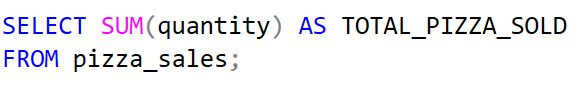 SELECT SUM(quantity) AS TOTAL_PIZZA_SOLD
FROM pizza_sales;